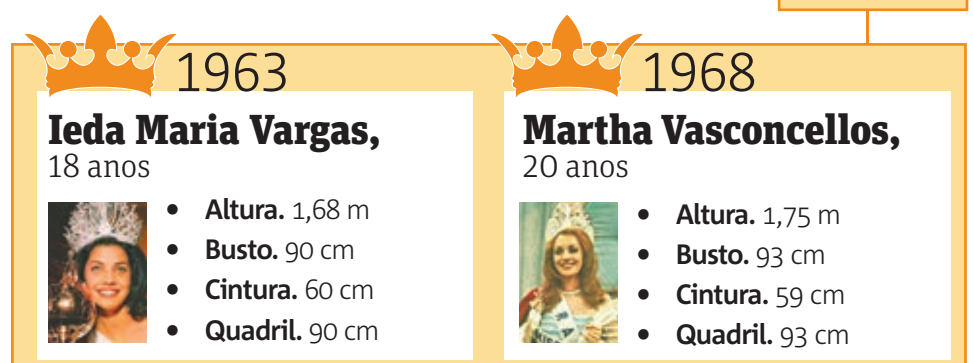 1963
Ieda Maria Vargas,
18 anos
• Altura. 1,68 m
• Busto. 90 cm
• Cintura. 60 cm
• Quadril. 90 cm
1968
Martha Vasconcellos,
20 anos
• Altura. 1,75 m
• Busto. 93 cm
• Cintura. 59 cm
• Quadril. 93 cm